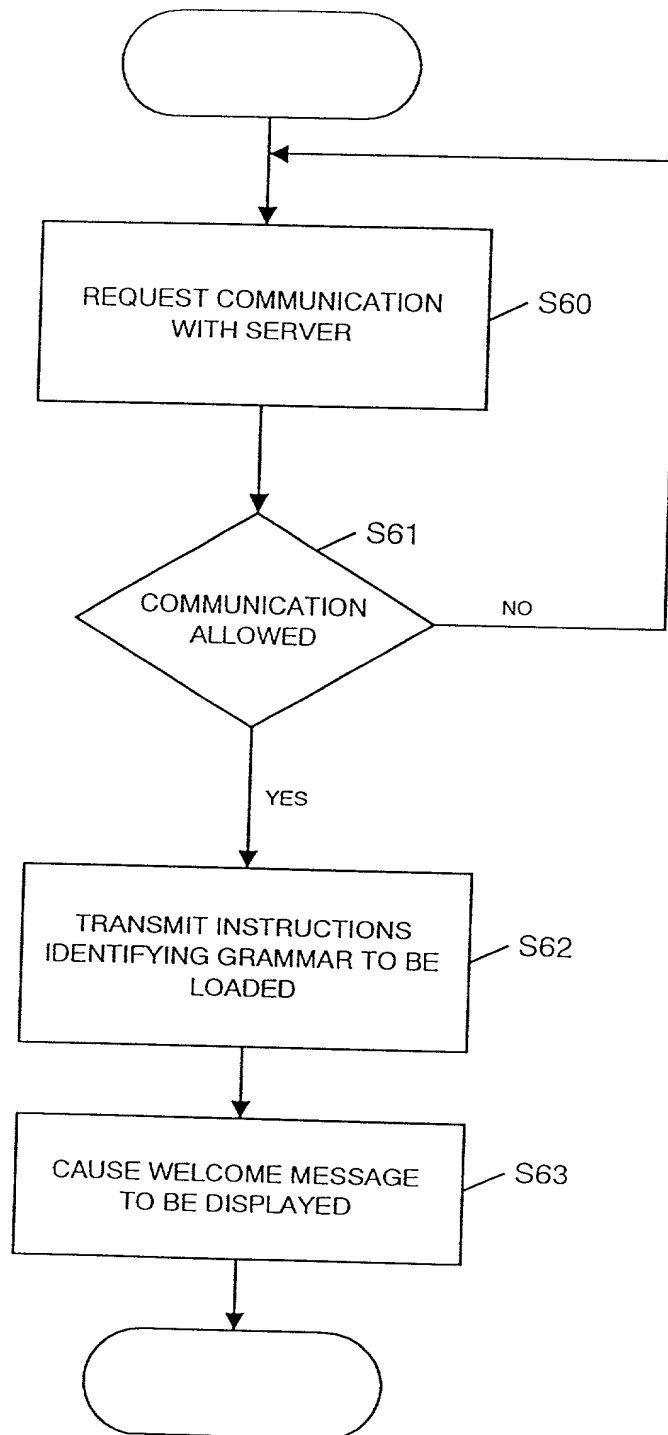 REQUEST COMMUNICATION
WITH SERVER
S60
S61
COMMUNICATION
ALLOWED
NO
YES
TRANSMIT INSTRUCTIONS
IDENTIFYING GRAMMAR TO BE
LOADED
S62
CAUSE WELCOME MESSAGE
TO BE DISPLAYED
S63